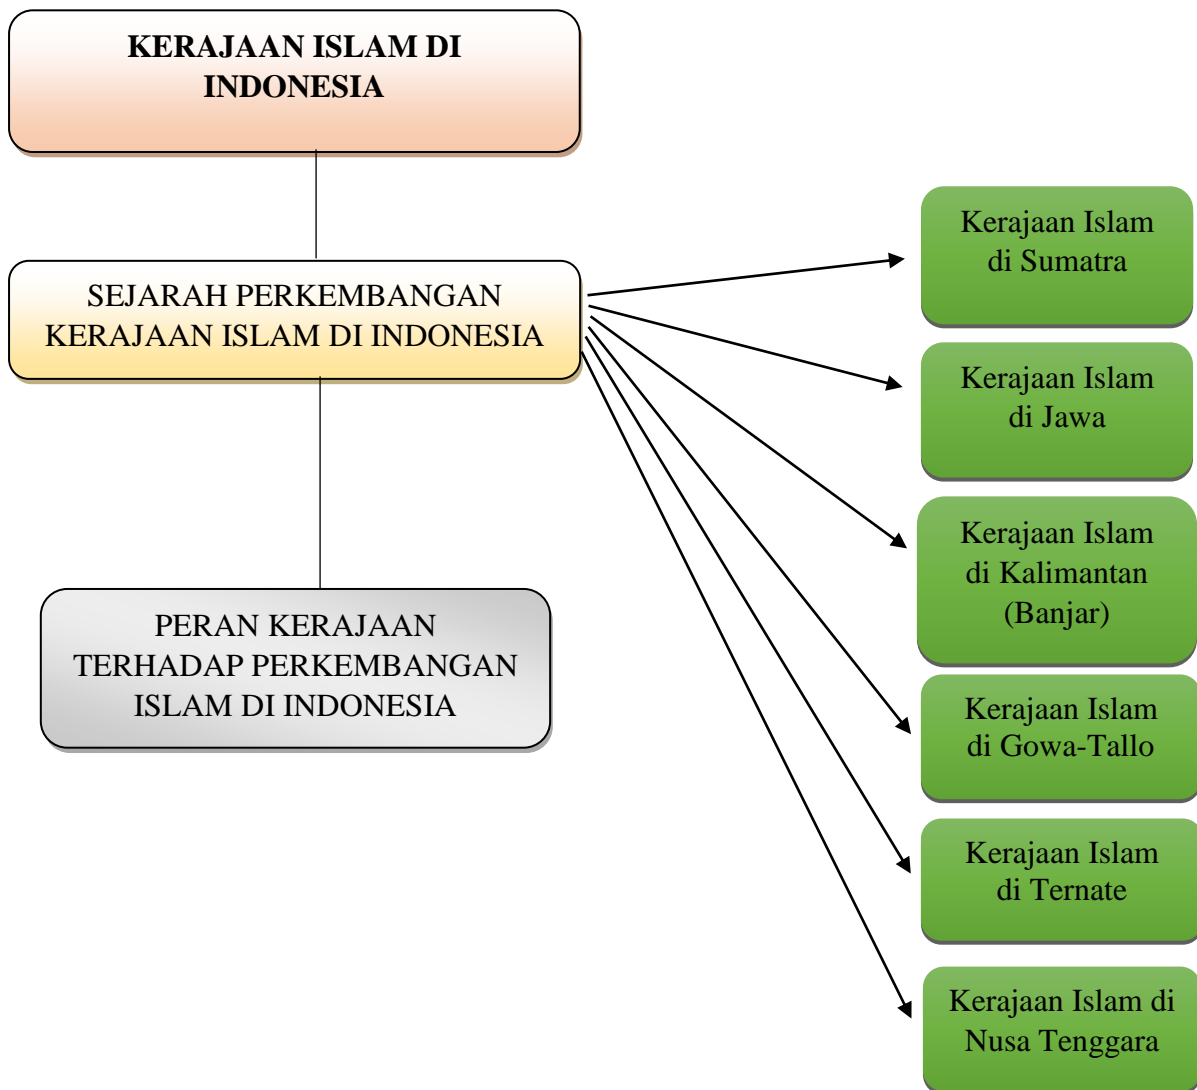 KERAJAAN ISLAM DI
INDONESIA
SEJARAH PERKEMBANGAN
KERAJAAN ISLAM DI INDONESIA
PERAN KERAJAAN
TERHADAP PERKEMBANGAN
ISLAM DI INDONESIA
Kerajaan Islam
di Sumatra
Kerajaan Islam
di Jawa
Kerajaan Islam
di Kalimantan
(Banjar)
Kerajaan Islam
di Gowa-Tallo
Kerajaan Islam
di Ternate
Kerajaan Islam di
Nusa Tenggara